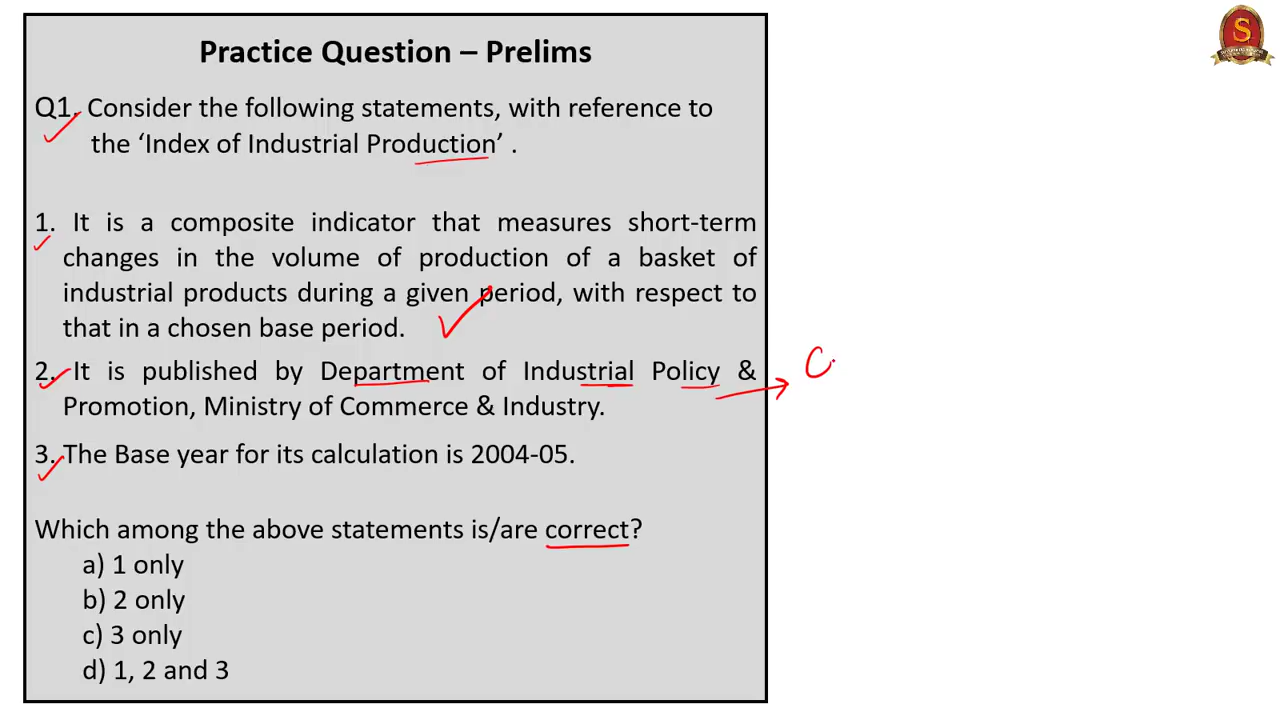 Practice Question – Prelims
Q1. Consider the following statements, with reference to
the ‘Index of Industrial Production’ .
1. It is a composite indicator that measures short-term
changes in the volume of production of a basket of
industrial products during a given period, with respect to
that in a chosen base period.
2. It is published by Department of Industrial Policy &
Promotion, Ministry of Commerce & Industry.
3. The Base year for its calculation is 2004-05.
Which among the above statements is/are correct?
a) 1 only
b) 2 only
c) 3 only
d) 1, 2 and 3
C
S